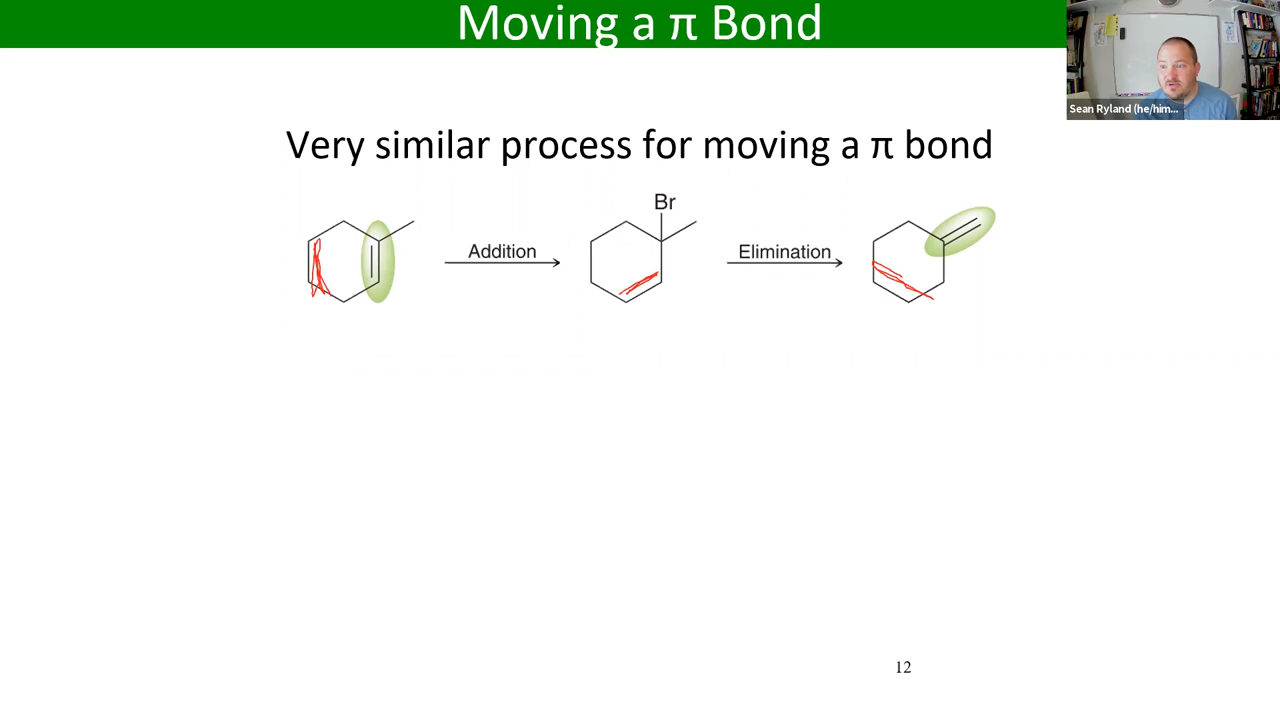 Moving a π Bond
Sean Ryland (he/him...
Very similar process for moving a π bond
Br
Addition
Elimination
12